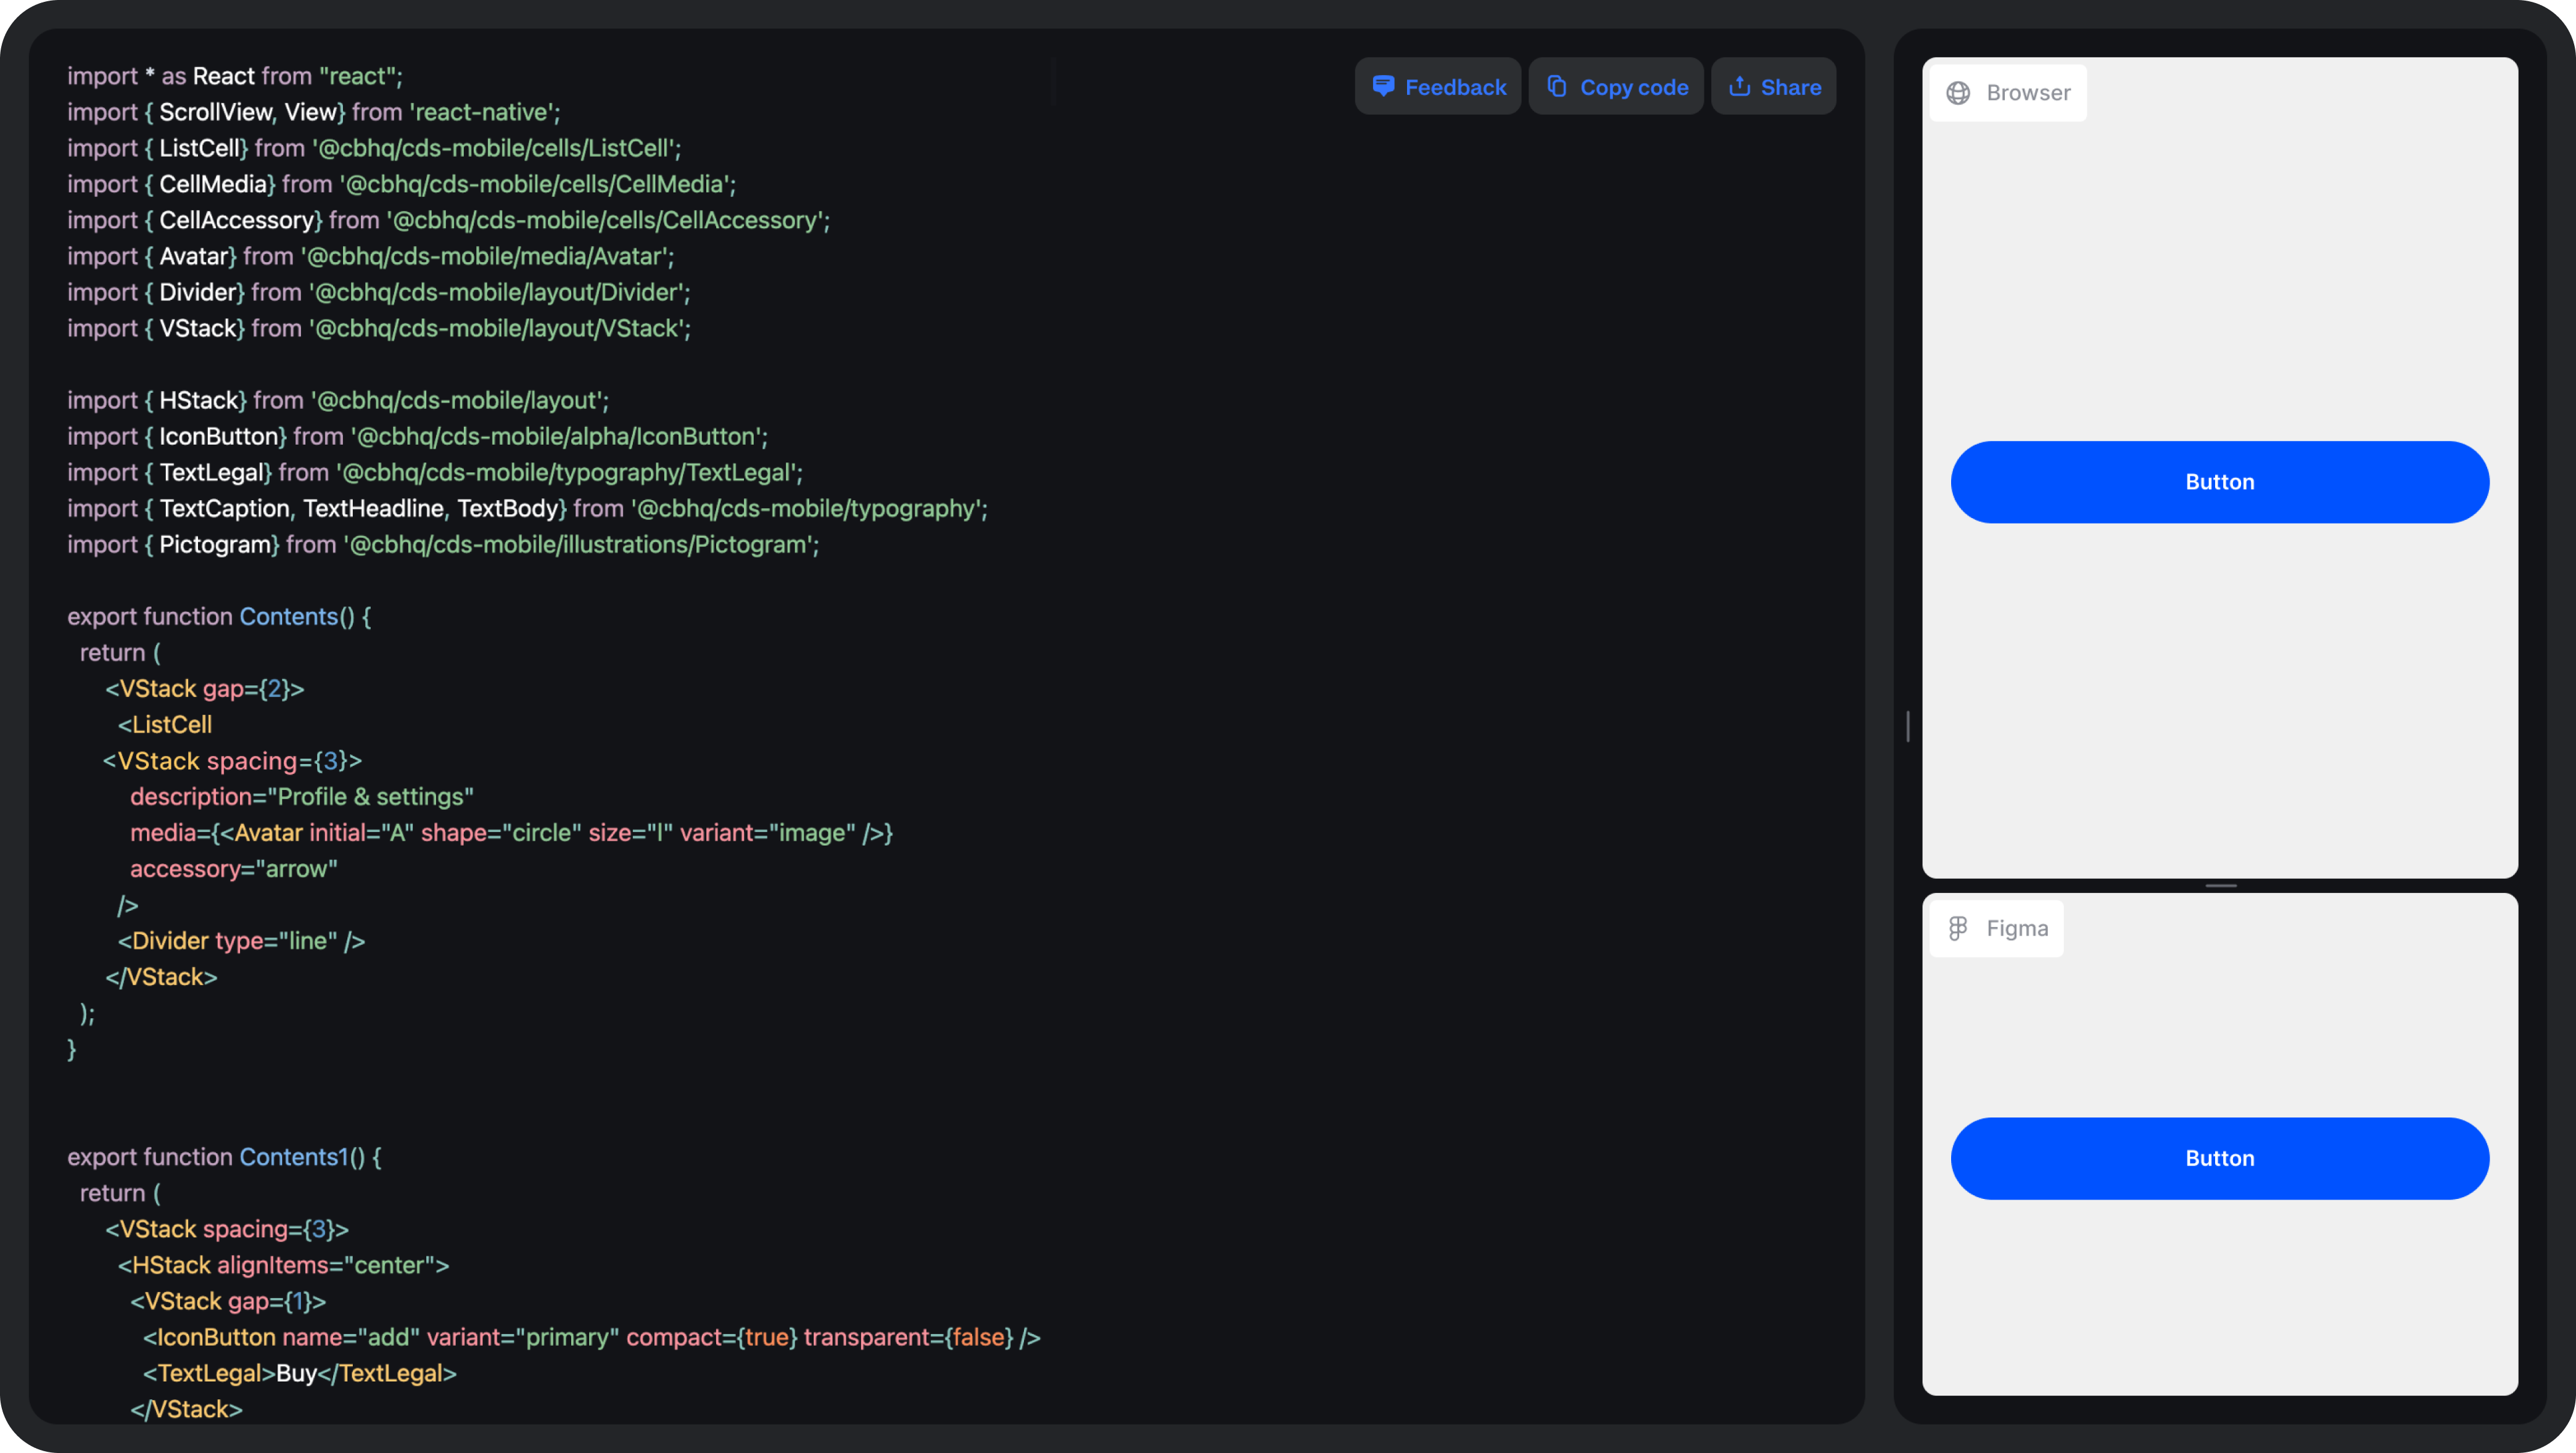 import * as React from "react";
import { ScrollView, View} from 'react-native';
import { ListCell} from '@cbhq/cds-mobile/cells/ListCell';
import { CellMedia} from '@cbhq/cds-mobile/cells/CellMedia';
import { CellAccessory} from '@cbhq/cds-mobile/cells/CellAccessory';
import { Avatar} from '@cbhq/cds-mobile/media/Avatar';
import { Divider} from '@cbhq/cds-mobile/layout/Divider';
import { VStack} from '@cbhq/cds-mobile/layout/VStack';
import { HStack} from '@cbhq/cds-mobile/layout';
import { IconButton} from '@cbhq/cds-mobile/alpha/IconButton';
import { TextLegal} from '@cbhq/cds-mobile/typography/TextLegal';
import { TextCaption, TextHeadline, TextBody} from '@cbhq/cds-mobile/typography';
import { Pictogram} from '@cbhq/cds-mobile/illustrations/Pictogram';
export function Contents() {
return (
<VStack gap={2}>
<ListCell
<VStack spacing={3}>
description="Profile & settings"
media={<Avatar initial="A" shape="circle" size="l" variant="image" />}
accessory="arrow"
/>
<Divider type="line" />
</VStack>
);
}
export function Contents1() {
return (
<VStack spacing={3}>
<HStack alignItems="center">
<VStack gap={1}>
<IconButton name="add" variant="primary" compact={true} transparent={false} />
<TextLegal>Buy</TextLegal>
</VStack>
Feedback
Copy code
Share
Browser
Button
Figma
Button